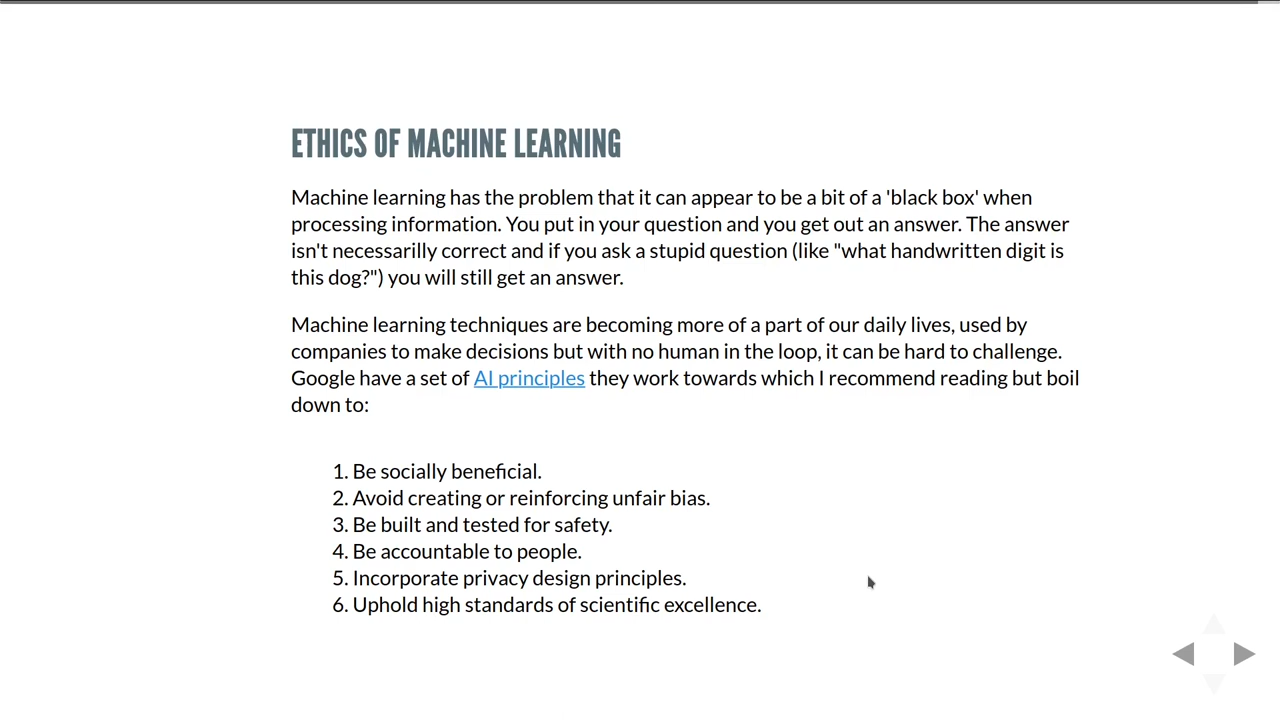 ETHICS OF MACHINE LEARNING
Machine learning has the problem that it can appear to be a bit of a 'black box' when
processing information. You put in your question and you get out an answer. The answer
isn't necessarilly correct and if you ask a stupid question (like "what handwritten digit is
this dog?") you will still get an answer.
Machine learning techniques are becoming more of a part of our daily lives, used by
companies to make decisions but with no human in the loop, it can be hard to challenge.
Google have a set of AI principles they work towards which I recommend reading but boil
down to:
1. Be socially beneficial.
2. Avoid creating or reinforcing unfair bias.
3. Be built and tested for safety.
4. Be accountable to people.
5. Incorporate privacy design principles.
6. Uphold high standards of scientific excellence.